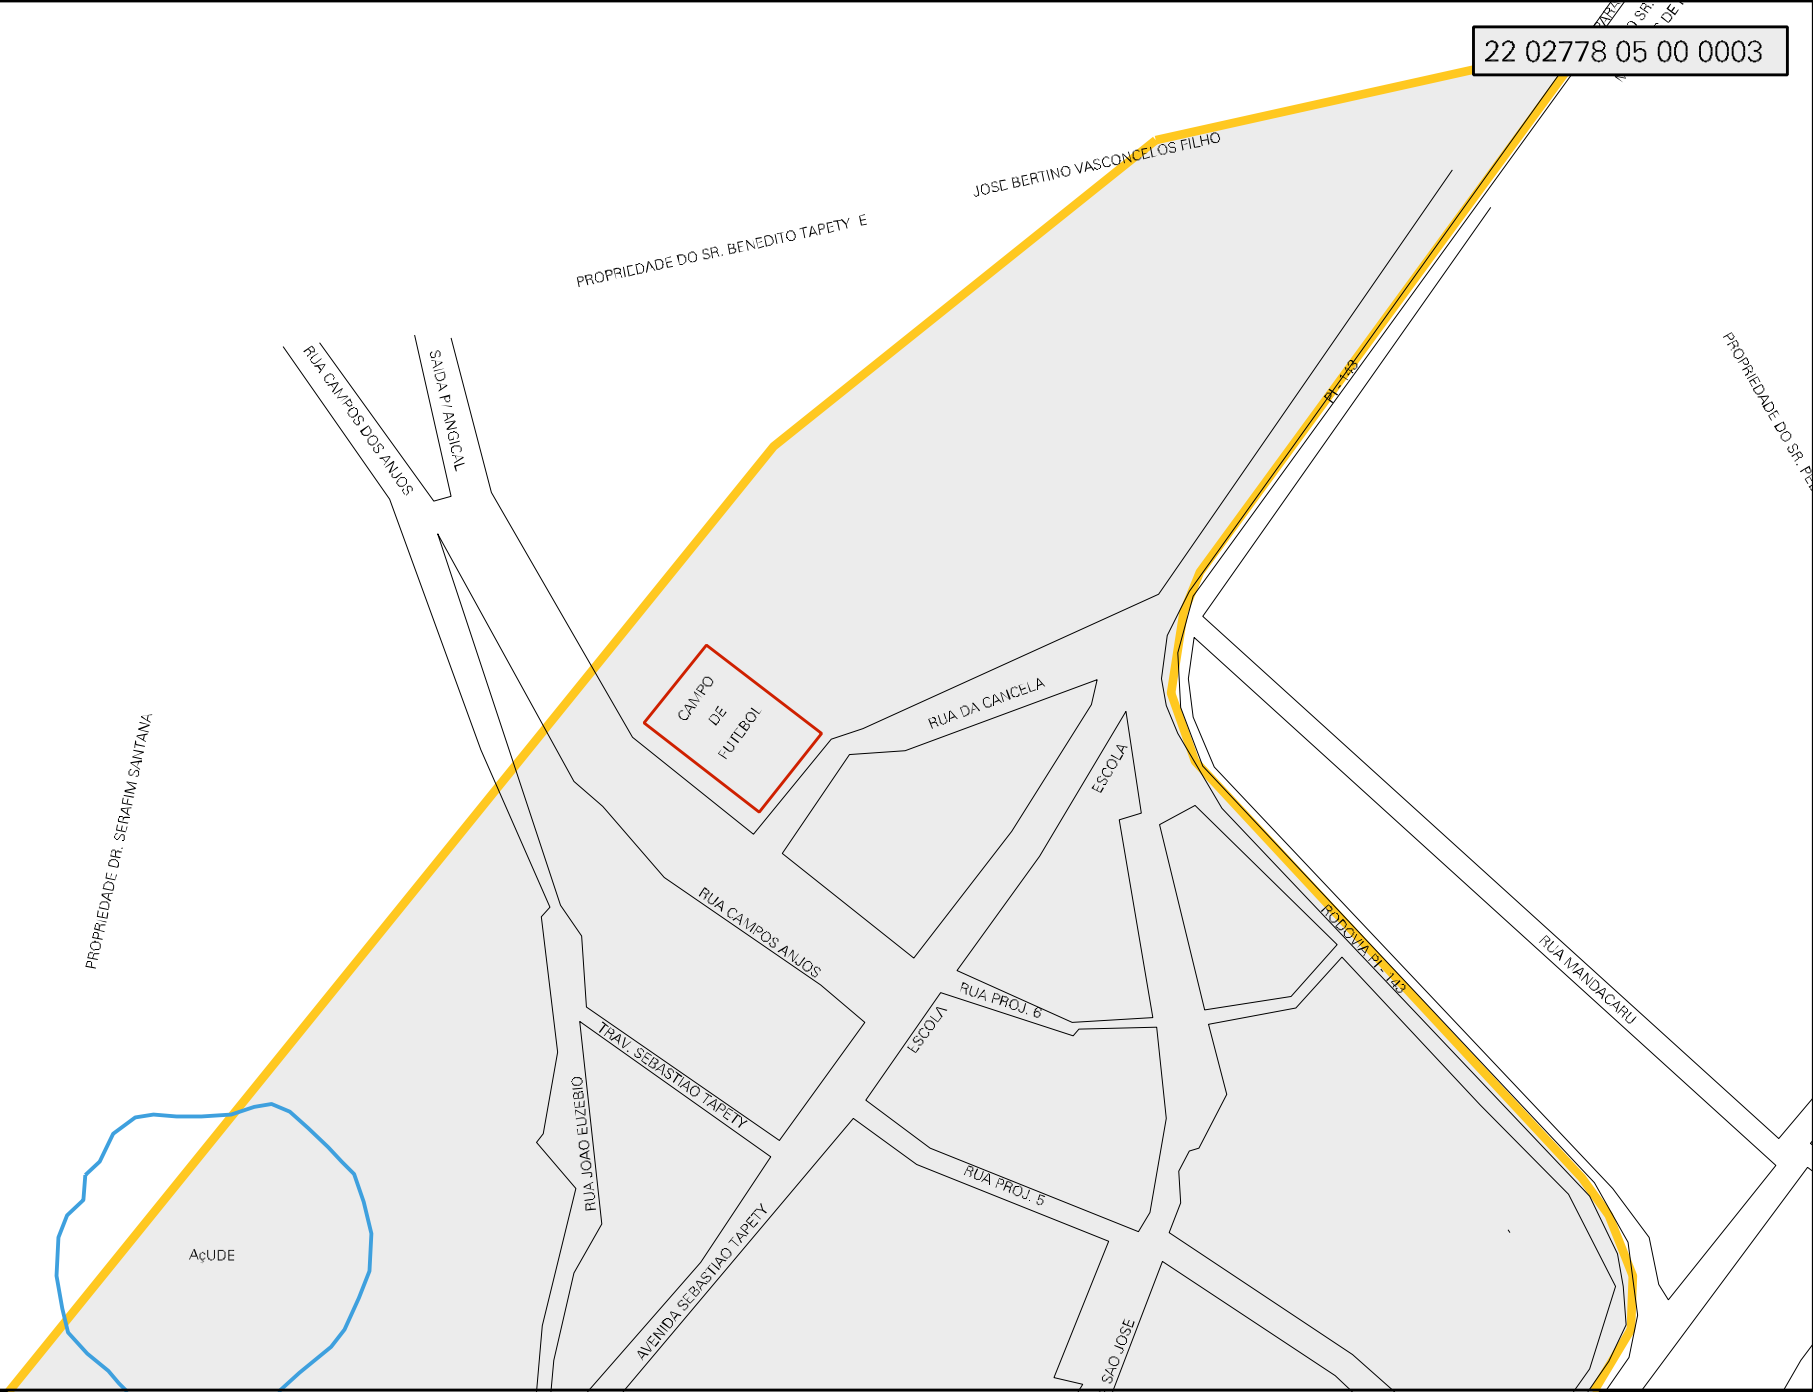 22 02778 05 00 0003
JOSE BERTINO VASCONCELOS FILHO
PROPRIEDADE DO SR. BENEDITO TAPETY E
PI - 143
PROPRIEDADE DO SR.
RUA CAMPOS DOS ANJOS
SAIDA P/ ANGICAL
CAMPO
DE
FUTEBOL
RUA DA CANCELA
ESCOLA
PROPRIEDADE DR. SERAFIM SANTANA
RUA CAMPOS ANJOS
RODOVIA PI - 143
RUA MANDACARU
RUA PROJ. 6
ESCOLA
TRAV. SEBASTIAO TAPETY
RUA JOAO EUZEBIO
RUA PROJ. 5
AçUDE
AVENIDA SEBASTIAO TAPETY
SAO JOSE